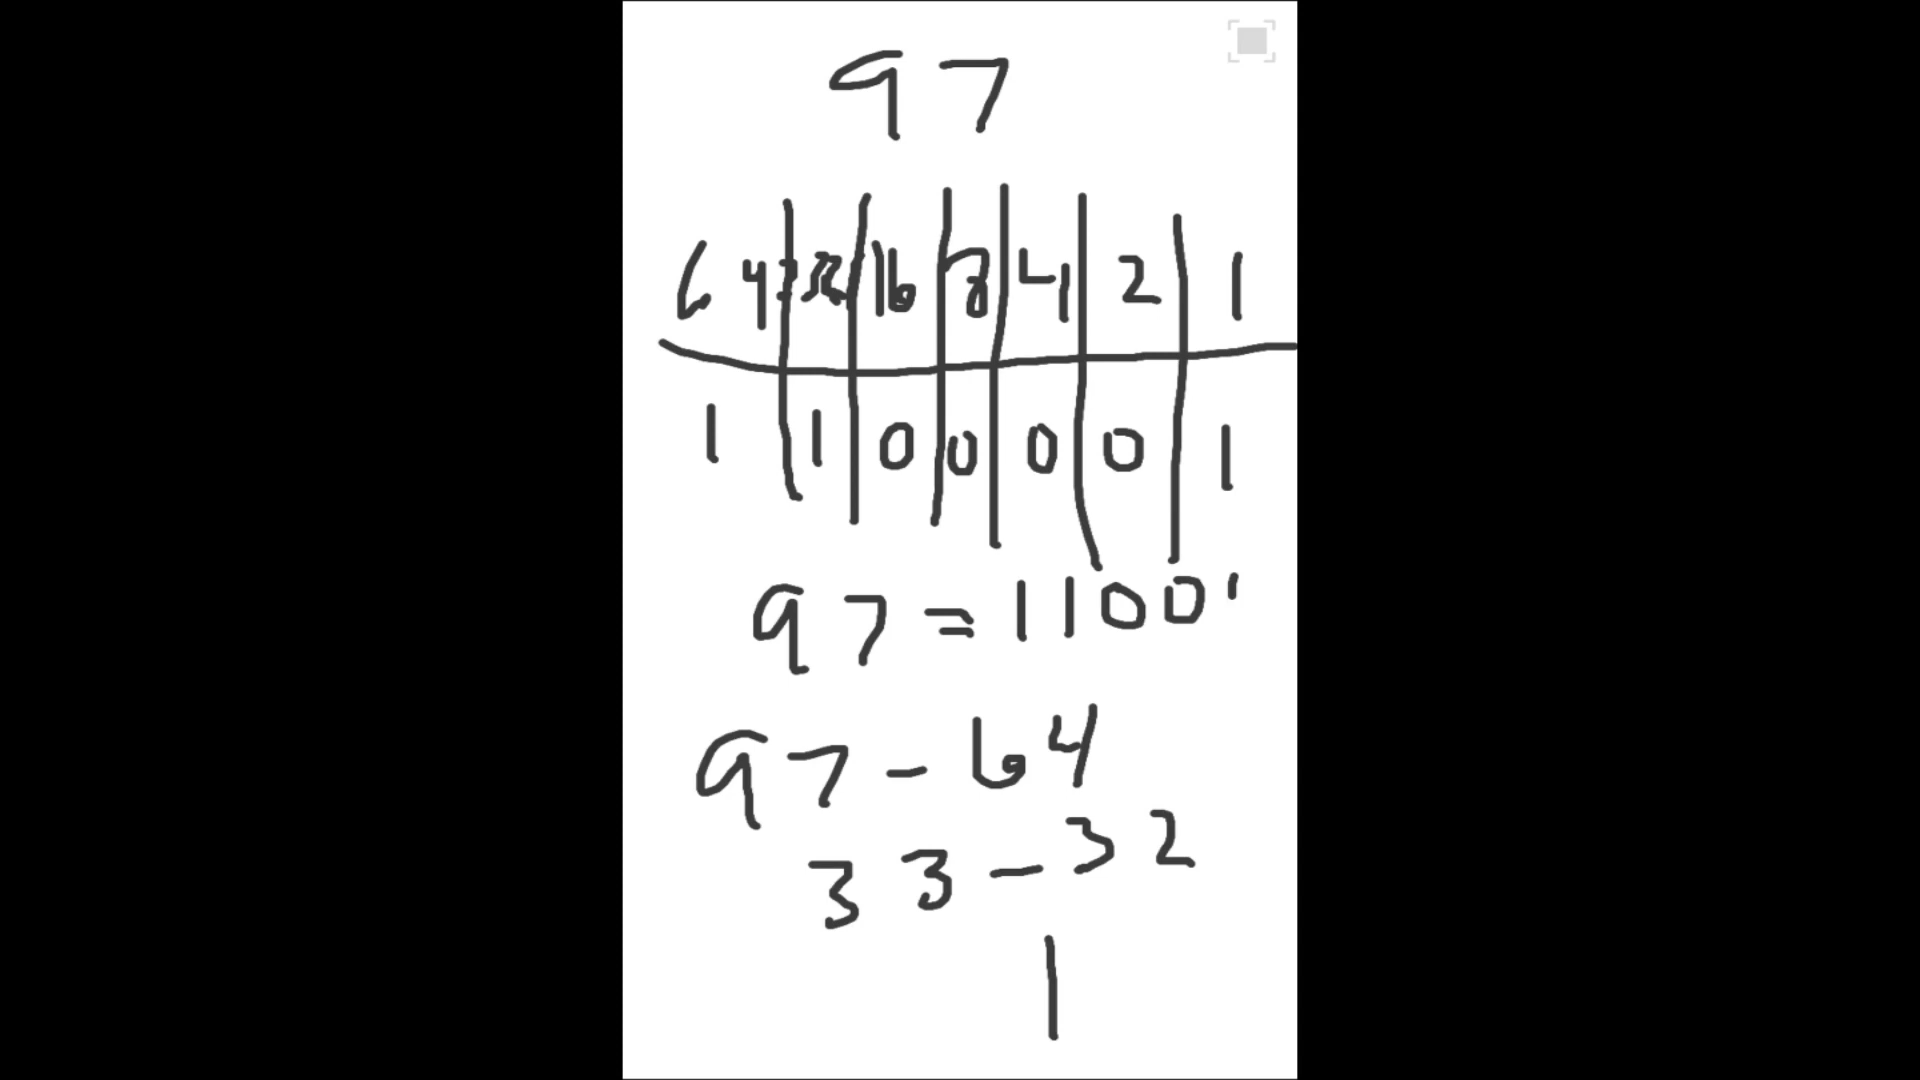 97
64 32 16 8 4 2 1
1 1 0 0 0 0 1
97 = 11001
97 - 64
33 - 32
1